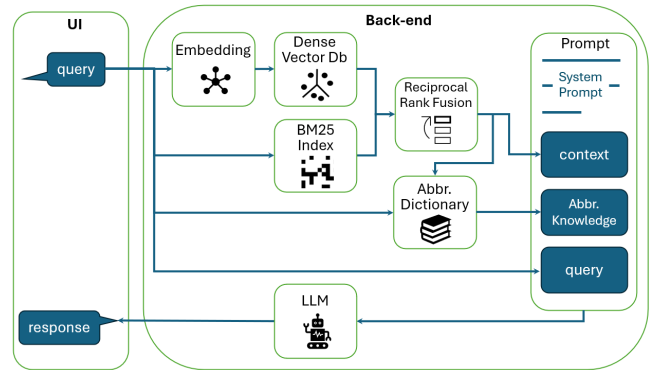 UI
Back-end
query
Embedding
Dense
Vector Db
BM25
Index
Reciprocal
Rank Fusion
Abbr.
Dictionary
Prompt
System
Prompt
context
Abbr.
Knowledge
query
LLM
response